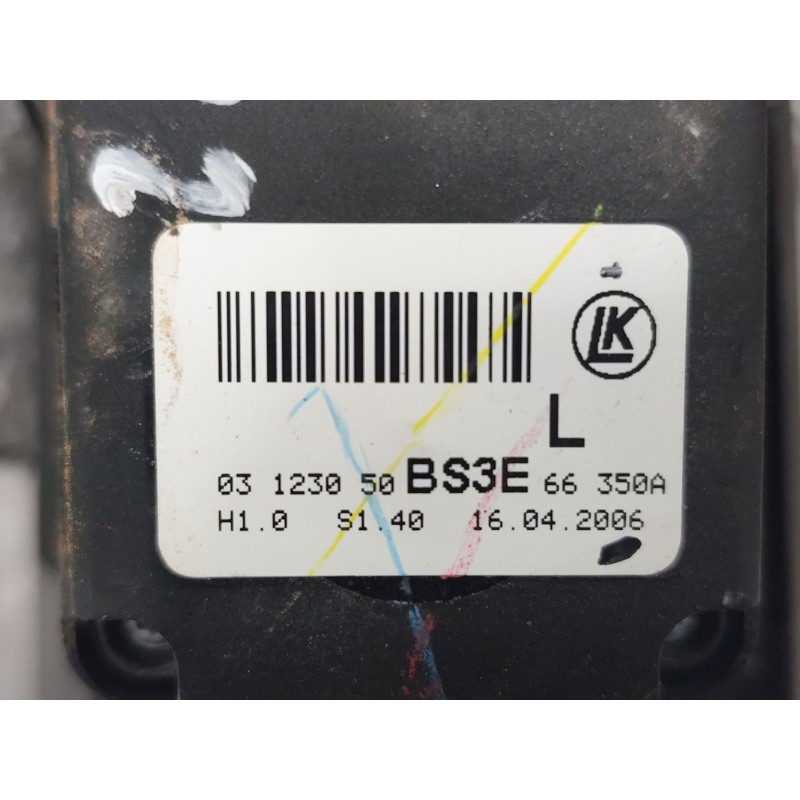 LK
L
03 1230 50 BS3E 66 350A
H1.0 S1.40 16.04.2006